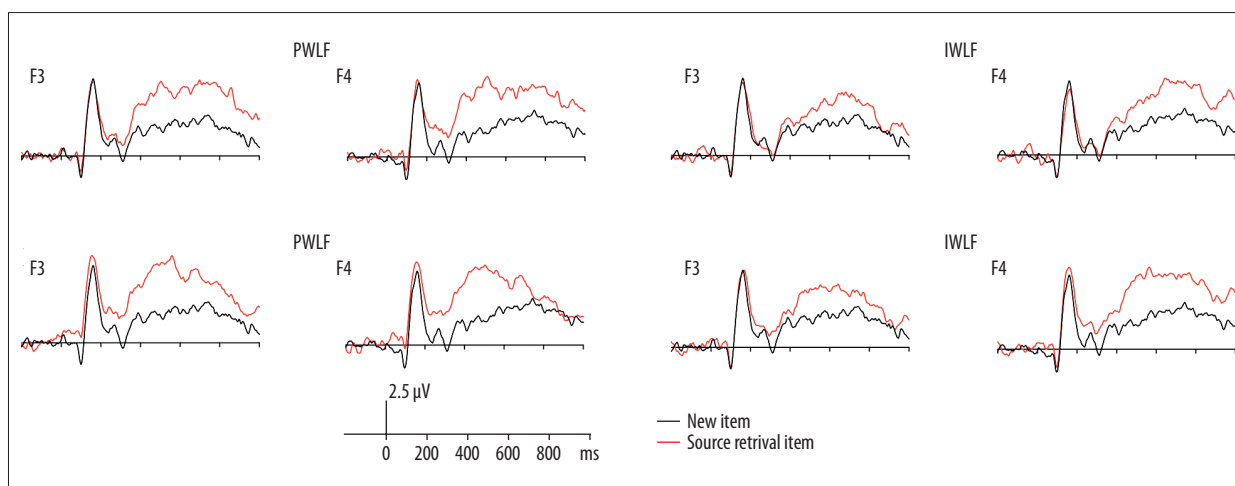 PWLF IWLF
F3 F4 F3 F4
PWLF IWLF
F3 F4 F3 F4
2.5 µV
New item
Source retrival item
0 200 400 600 800 ms